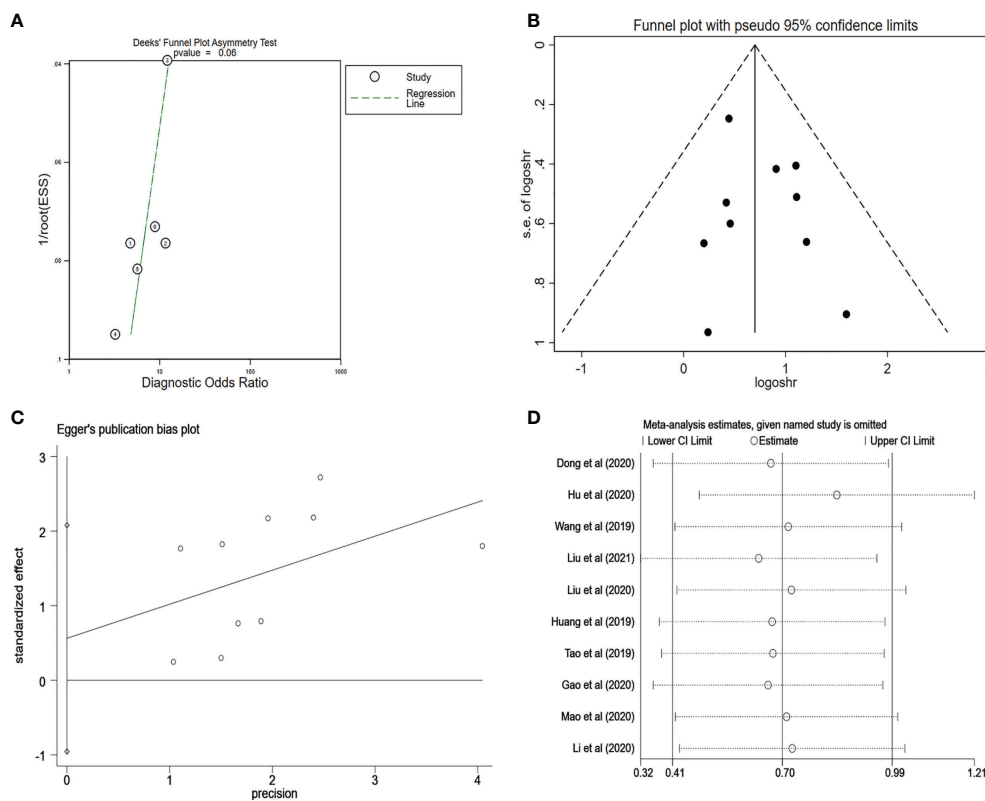 A
Deeks' Funnel Plot Asymmetry Test
pvalue = 0.06
.04
.06
.08
.1
1/root(ESS)
3
6
1
2
5
4
1
10
100
1000
Diagnostic Odds Ratio
Study
Regression
Line
B
Funnel plot with pseudo 95% confidence limits
0
.2
.4
.6
.8
1
s.e. of logoshr
-1
0
1
2
logoshr
C
Egger's publication bias plot
3
2
1
0
-1
standardized effect
0
1
2
3
4
precision
D
Meta-analysis estimates, given named study is omitted
Lower CI Limit
Estimate
Upper CI Limit
Dong et al (2020)
Hu et al (2020)
Wang et al (2019)
Liu et al (2021)
Liu et al (2020)
Huang et al (2019)
Tao et al (2019)
Gao et al (2020)
Mao et al (2020)
Li et al (2020)
0.32
0.41
0.70
0.99
1.21